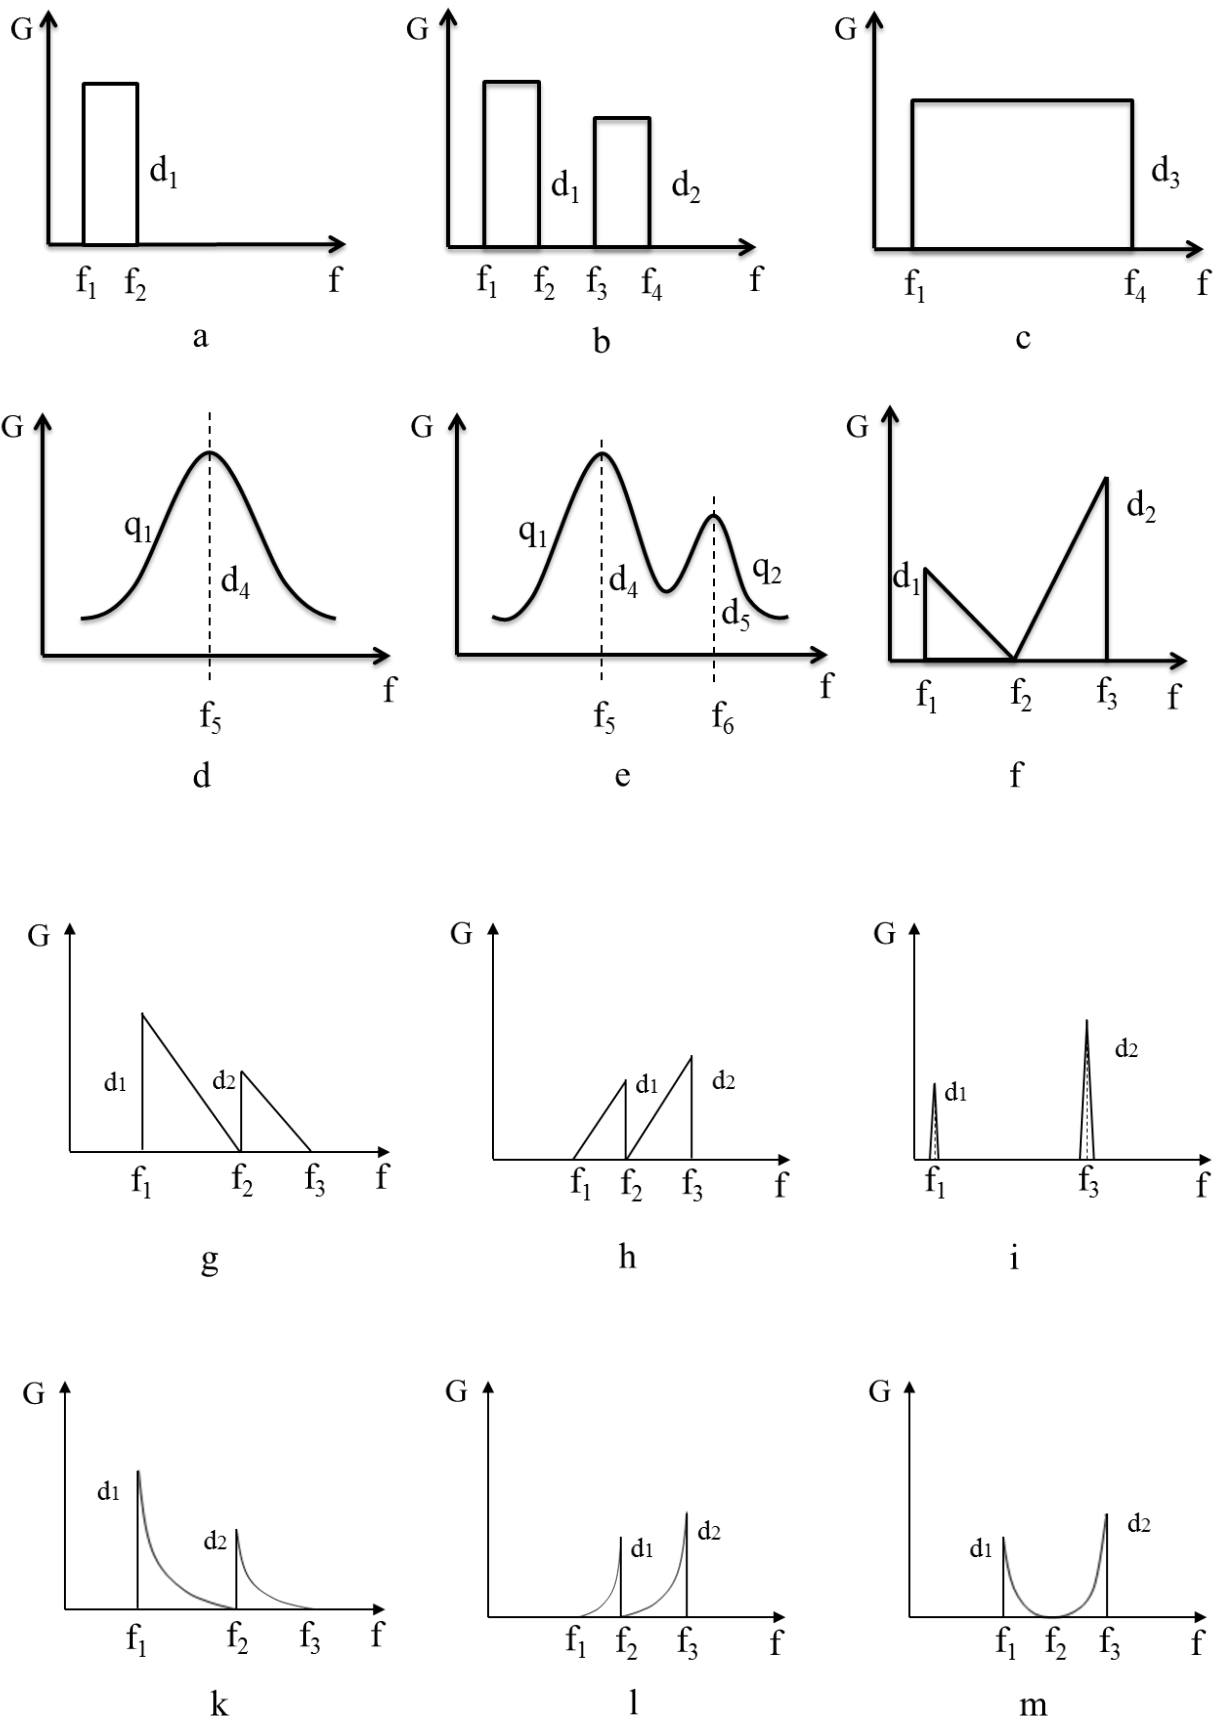 G G G
d₁ d₁ d₂ d₃
f₁ f₂ f f₁ f₂ f₃ f₄ f f₁ f₄ f
a b c
G G G
q₁ d₄ q₁ d₄ q₂ d₅ d₁ d₂
f₅ f f₅ f₆ f f₁ f₂ f₃ f
d e f
G G G
d₁ d₂ d₁ d₂ d₁ d₂
f₁ f₂ f₃ f f₁ f₂ f₃ f f₁ f₃ f
g h i
G G G
d₁ d₂ d₁ d₂ d₁ d₂
f₁ f₂ f₃ f f₁ f₂ f₃ f f₁ f₂ f₃ f
k l m